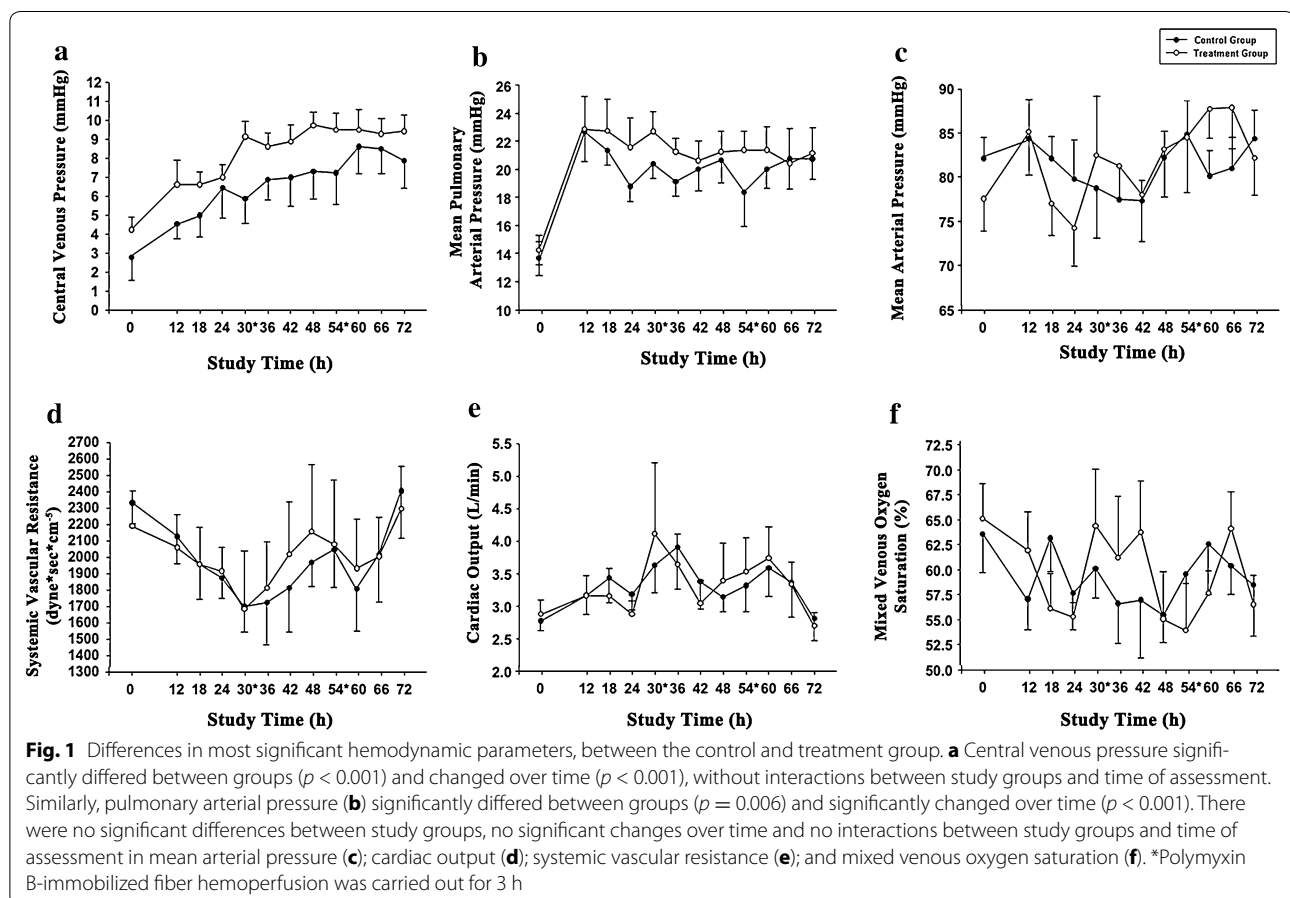 a
b
c
Control Group
Treatment Group
Central Venous Pressure (mmHg)
12
11
10
9
8
7
6
5
4
3
2
1
0
0 12 18 24 30* 36 42 48 54* 60 66 72
Study Time (h)
Mean Pulmonary
Arterial Pressure (mmHg)
26
24
22
20
18
16
14
12
10
0 12 18 24 30* 36 42 48 54* 60 66 72
Study Time (h)
Mean Arterial Pressure (mmHg)
90
85
80
75
70
65
0 12 18 24 30* 36 42 48 54* 60 66 72
Study Time (h)
d
e
f
Systemic Vascular Resistance
(dyne*sec*cm-5)
2700
2600
2500
2400
2300
2200
2100
2000
1900
1800
1700
1600
1500
1400
1300
0 12 18 24 30* 36 42 48 54* 60 66 72
Study Time (h)
Cardiac Output (L/min)
5.5
5.0
4.5
4.0
3.5
3.0
2.5
2.0
0 12 18 24 30* 36 42 48 54* 60 66 72
Study Time (h)
Mixed Venous Oxygen
Saturation (%)
72.5
70.0
67.5
65.0
62.5
60.0
57.5
55.0
52.5
50.0
0 12 18 24 30* 36 42 48 54* 60 66 72
Study Time (h)
Fig. 1 Differences in most significant hemodynamic parameters, between the control and treatment group. a Central venous pressure signifi-
cantly differed between groups (p < 0.001) and changed over time (p < 0.001), without interactions between study groups and time of assessment.
Similarly, pulmonary arterial pressure (b) significantly differed between groups (p = 0.006) and significantly changed over time (p < 0.001). There
were no significant differences between study groups, no significant changes over time and no interactions between study groups and time of
assessment in mean arterial pressure (c); cardiac output (d); systemic vascular resistance (e); and mixed venous oxygen saturation (f). *Polymyxin
B-immobilized fiber hemoperfusion was carried out for 3 h